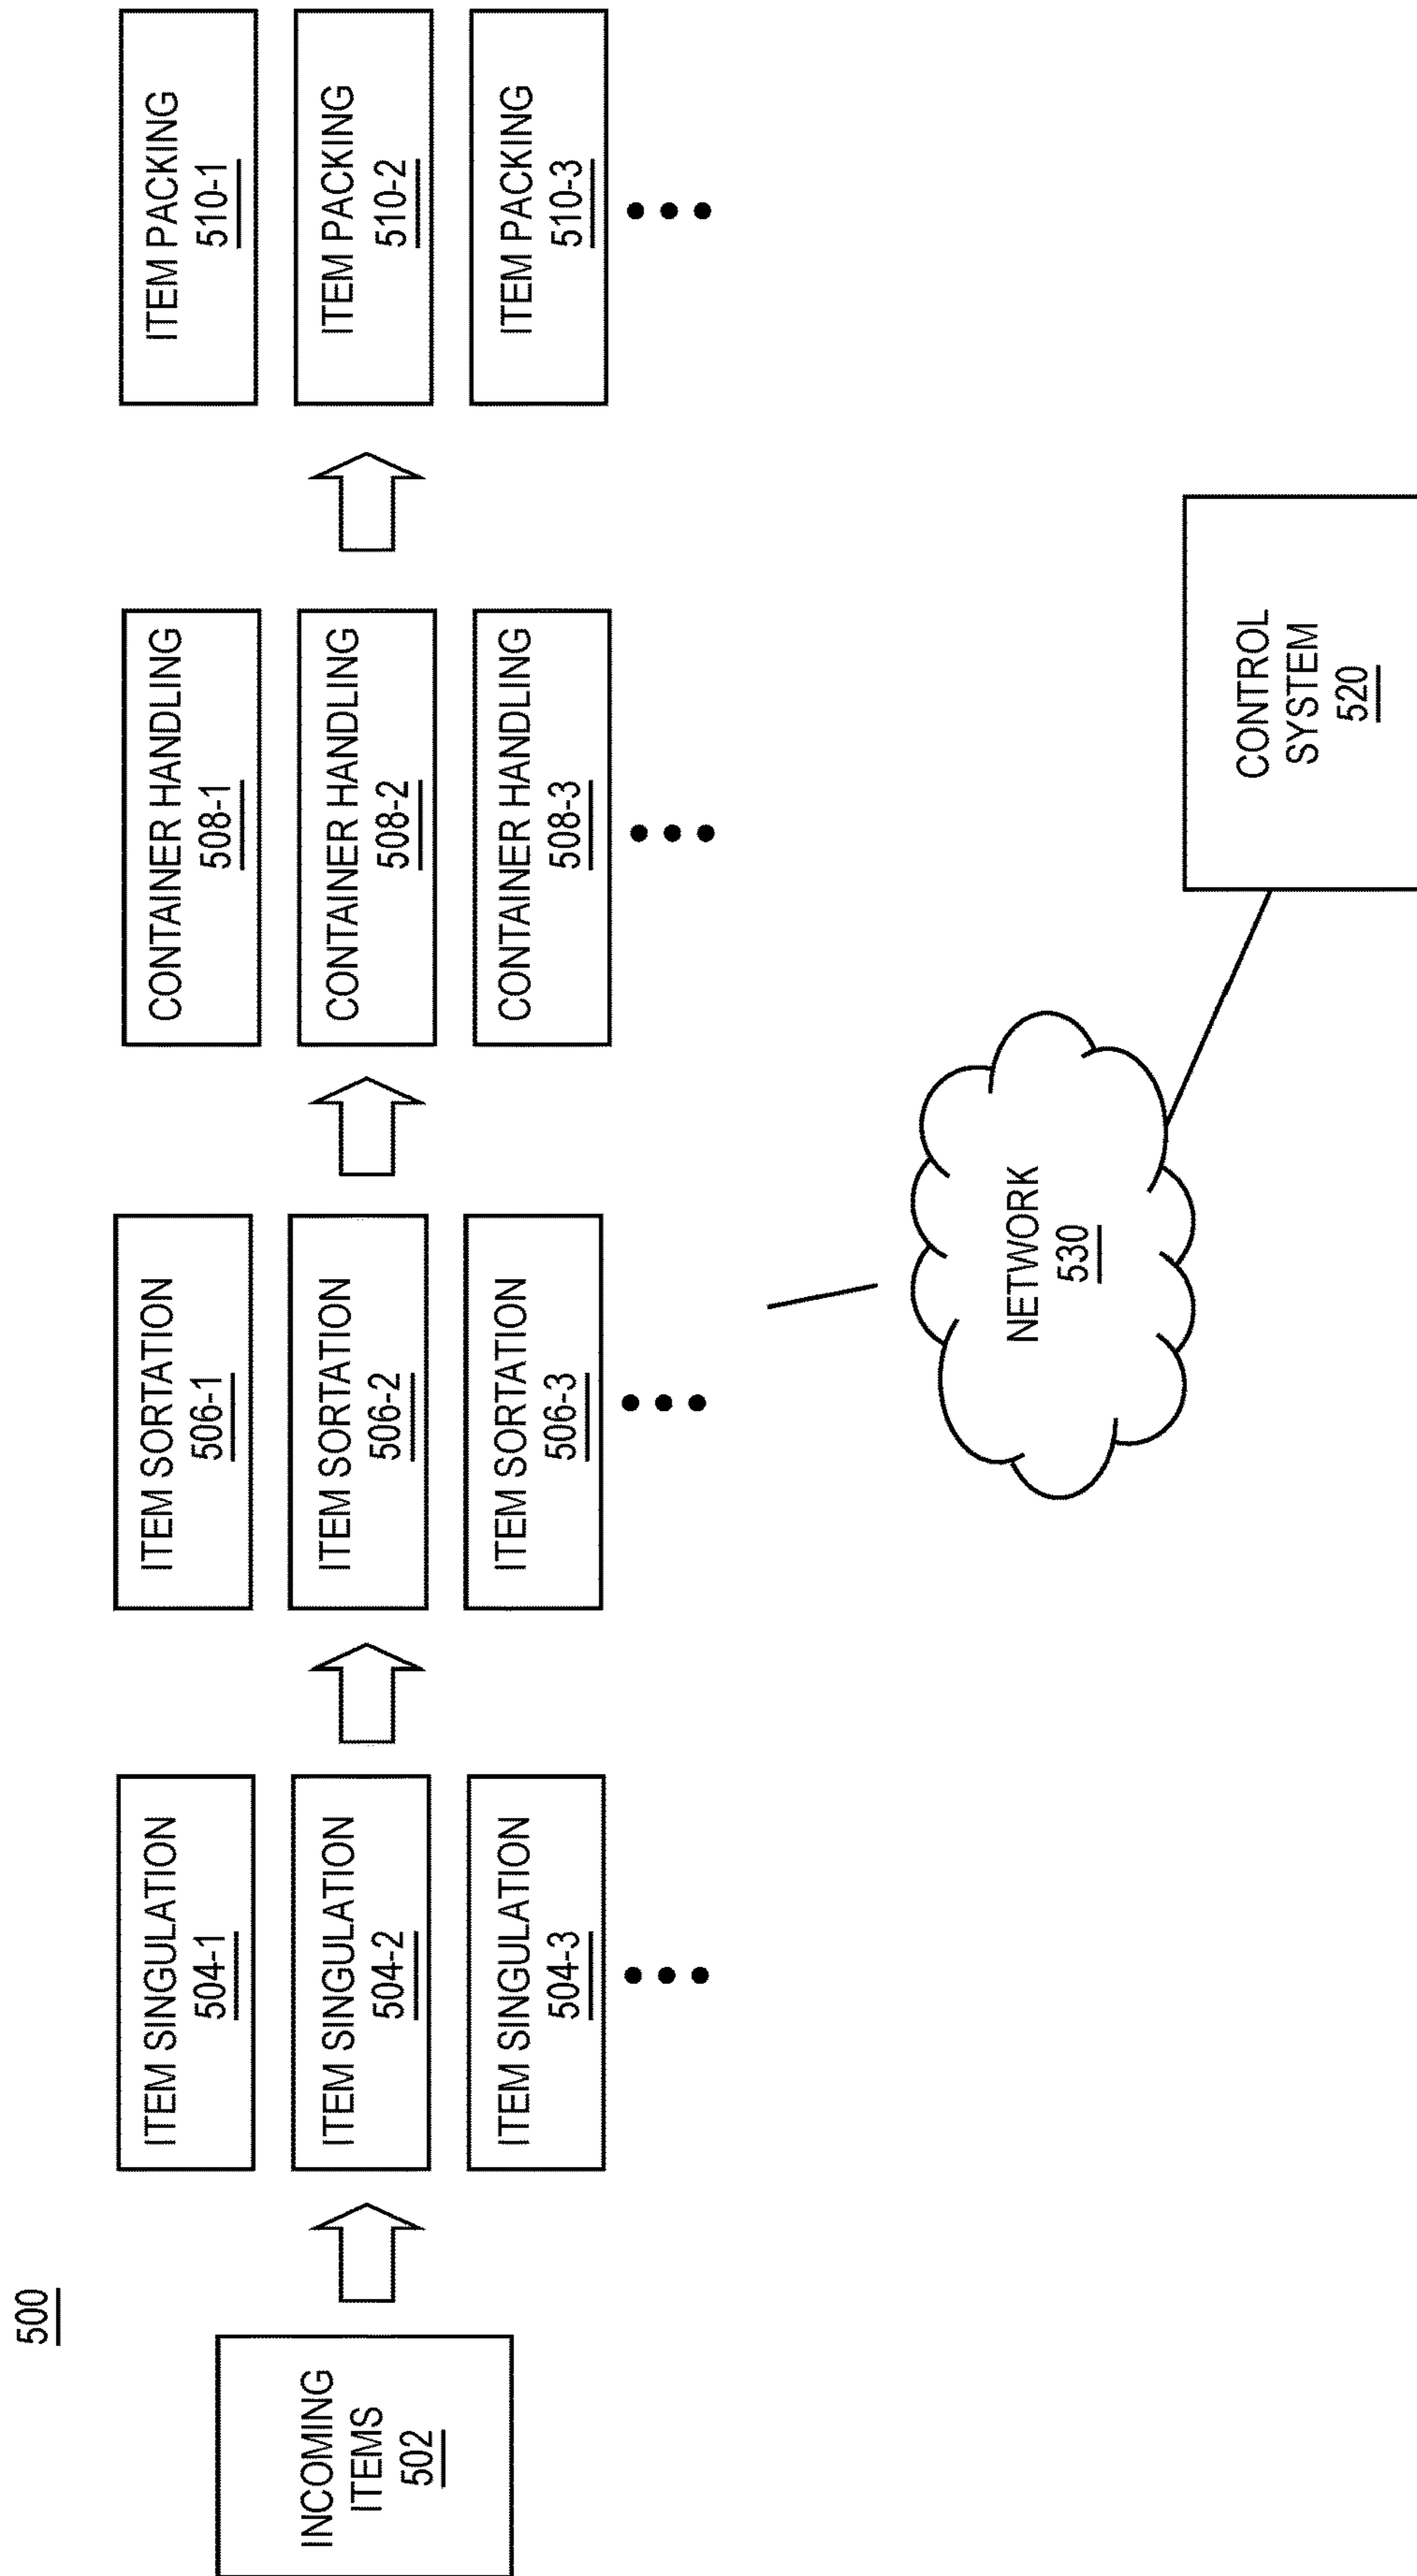 500
INCOMING
ITEMS
502
ITEM SINGULATION
504-1
ITEM SINGULATION
504-2
ITEM SINGULATION
504-3
ITEM SORTATION
506-1
ITEM SORTATION
506-2
ITEM SORTATION
506-3
CONTAINER HANDLING
508-1
CONTAINER HANDLING
508-2
CONTAINER HANDLING
508-3
ITEM PACKING
510-1
ITEM PACKING
510-2
ITEM PACKING
510-3
NETWORK
530
CONTROL
SYSTEM
520